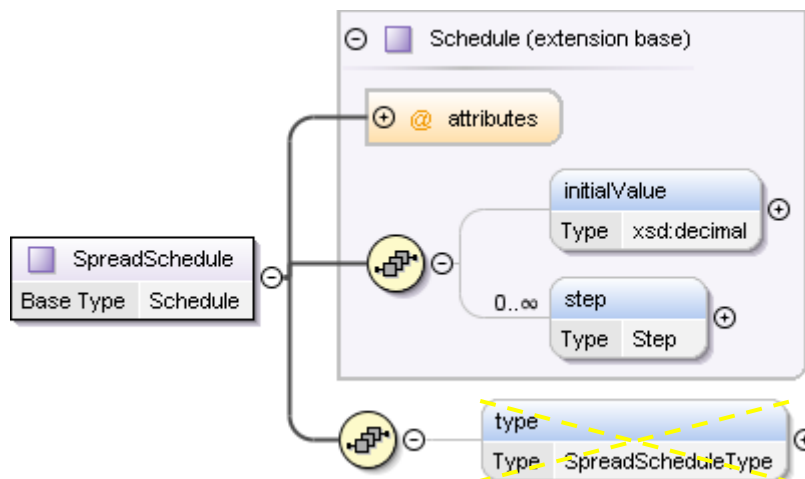 Schedule (extension base)
@ attributes
initialValue
Type xsd:decimal
SpreadSchedule
Base Type Schedule
0..∞ step
Type Step
type
Type SpreadScheduleType